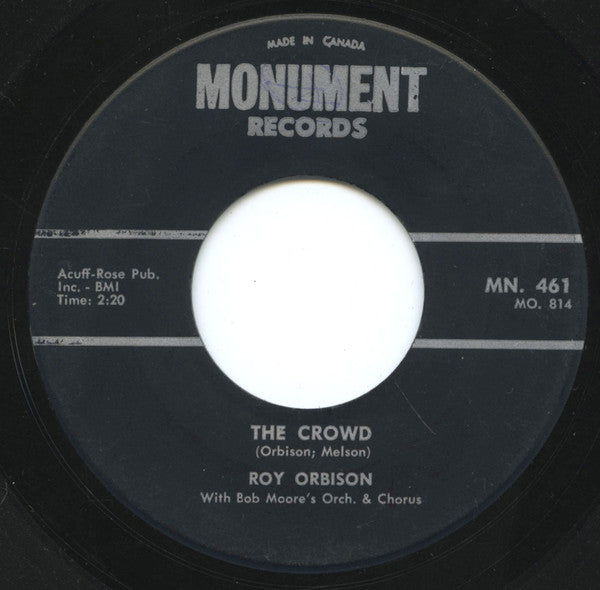 MADE IN CANADA
MONUMENT
RECORDS
Acuff-Rose Pub.
Inc. - BMI
Time: 2:20
MN. 461
MO. 814
THE CROWD
(Orbison; Melson)
ROY ORBISON
With Bob Moore's Orch. & Chorus